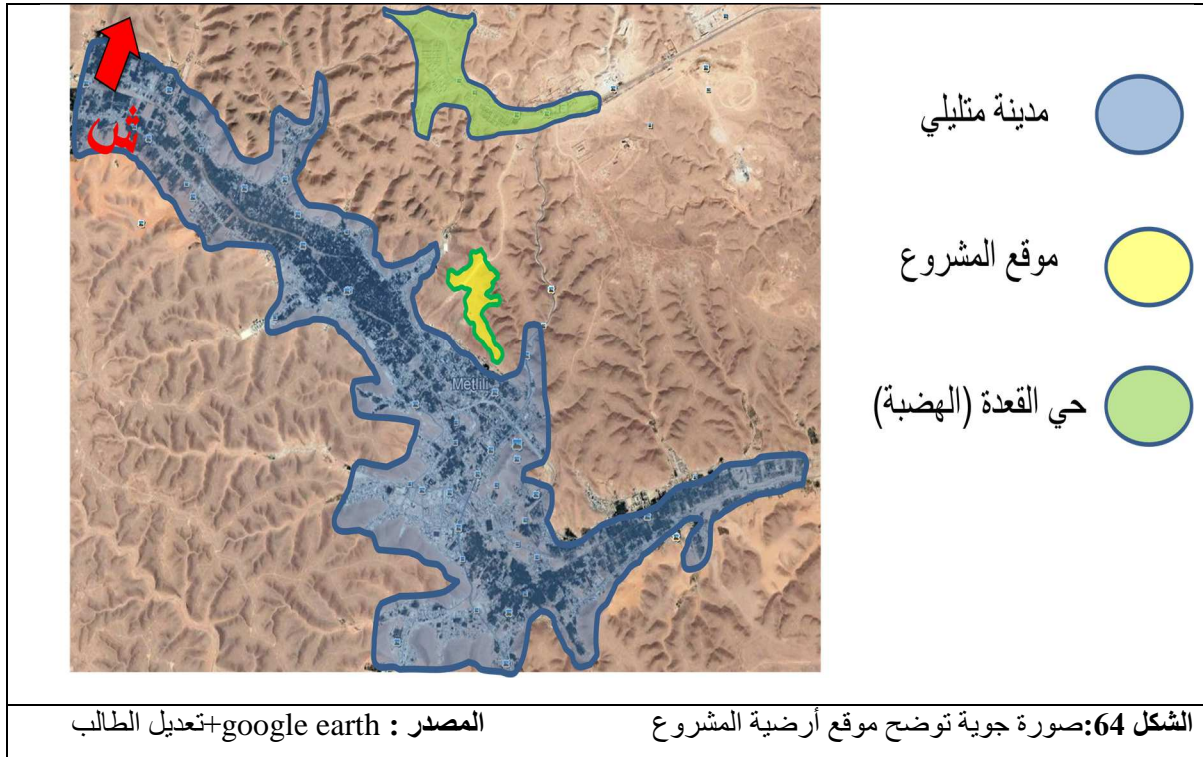 ش
مدينة متليلي
موقع المشروع
حي القعدة (الهضبة)
Metlili
الشكل 64:صورة جوية توضح موقع أرضية المشروع
المصدر : google earth+تعديل الطالب